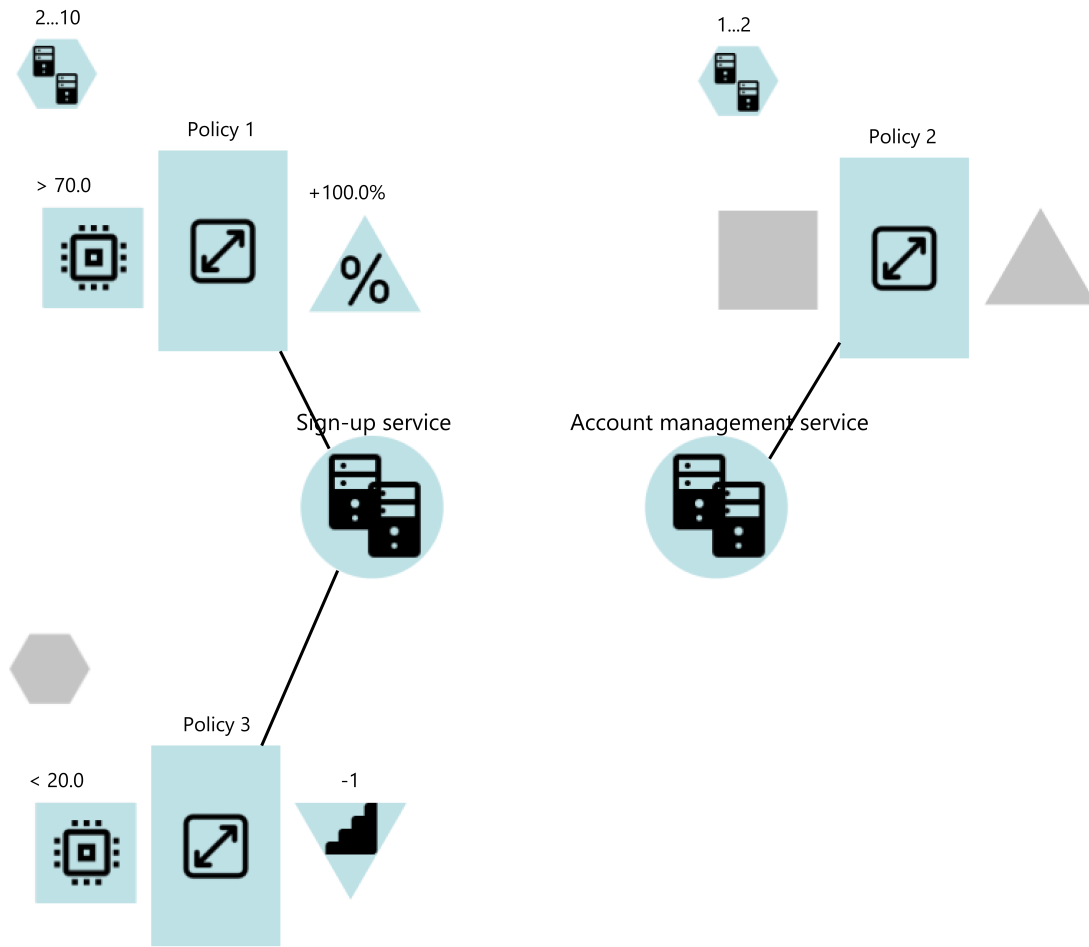 2...10
1...2
Policy 1
Policy 2
> 70.0
+100.0%
%
Sign-up service
Account management service
Policy 3
< 20.0
-1